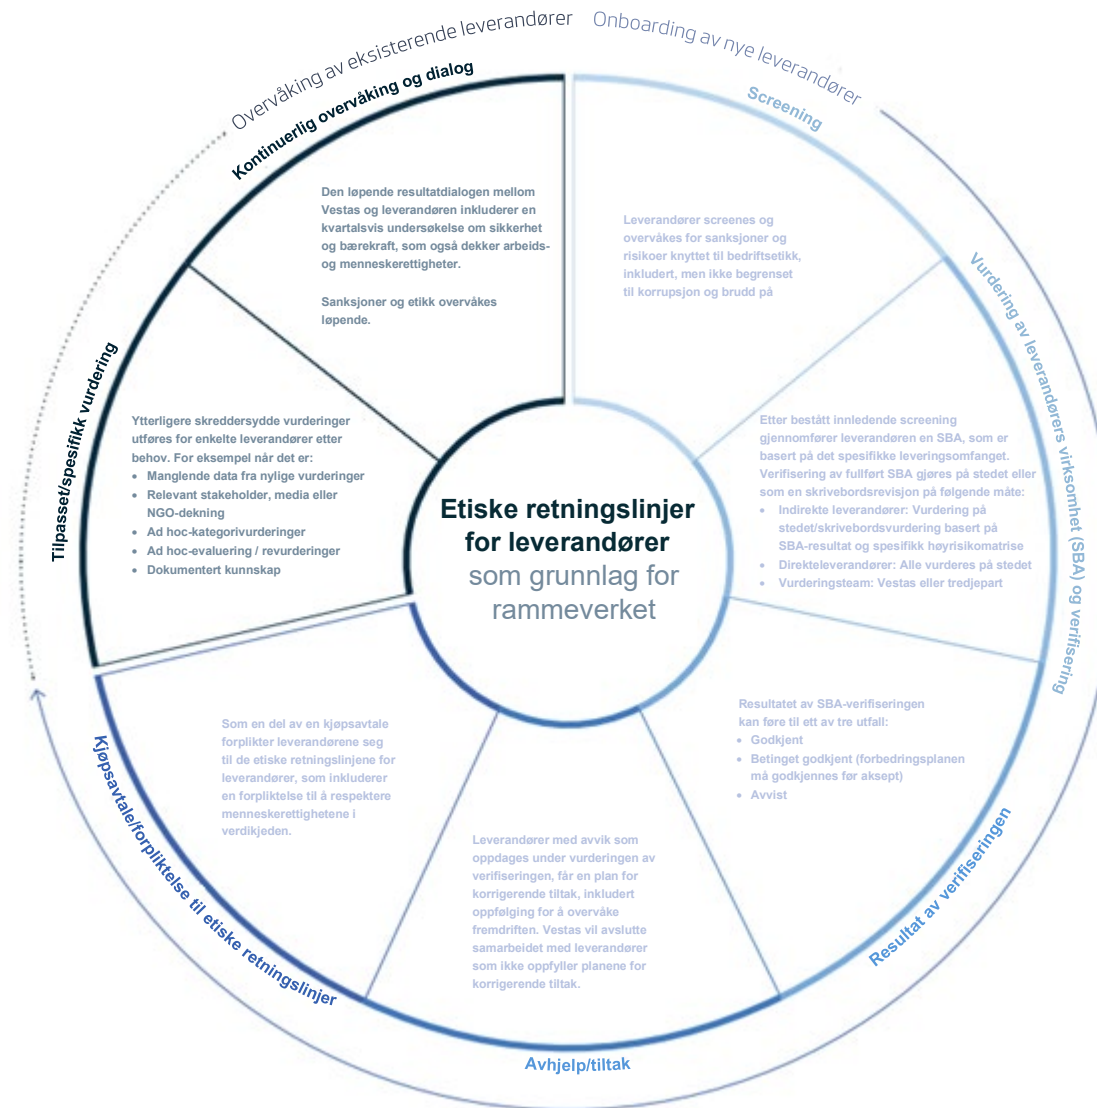 Overvåking av eksisterende leverandører
Onboarding av nye leverandører
Kontinuerlig overvåking og dialog
Den løpende resultatdialogen mellom
Vestas og leverandøren inkluderer en
kvartalsvis undersøkelse om sikkerhet
og bærekraft, som også dekker arbeids-
og menneskerettigheter.
Sanksjoner og etikk overvåkes
løpende.
Screening
Leverandører screenes og
overvåkes for sanksjoner og
risikoer knyttet til bedriftsetikk,
inkludert, men ikke begrenset
til korrupsjon og brudd på
Tilpasset/spesifikk vurdering
Ytterligere skreddersydde vurderinger
utføres for enkelte leverandører etter
behov. For eksempel når det er:
• Manglende data fra nylige vurderinger
• Relevant stakeholder, media eller
NGO-dekning
• Ad hoc-kategorivurderinger
• Ad hoc-evaluering / revurderinger
• Dokumentert kunnskap
Etiske retningslinjer
for leverandører
som grunnlag for
rammeverket
Vurdering av leverandørers virksomhet (SBA) og verifisering
Etter bestått innledende screening
gjennomfører leverandøren en SBA, som er
basert på det spesifikke leveringsomfanget.
Verifisering av fullført SBA gjøres på stedet eller
som en skrivebordsrevisjon på følgende måte:
• Indirekte leverandører: Vurdering på
stedet/skrivebordsvurdering basert på
SBA-resultat og spesifikk høyrisikomatrise
• Direkteleverandører: Alle vurderes på stedet
• Vurderingsteam: Vestas eller tredjepart
Resultatet av SBA-verifiseringen
kan føre til ett av tre utfall:
• Godkjent
• Betinget godkjent (forbedringsplanen
må godkjennes før aksept)
• Avvist
Resultat av verifiseringen
Som en del av en kjøpsavtale
forplikter leverandørene seg
til de etiske retningslinjene for
leverandører, som inkluderer
en forpliktelse til å respektere
menneskerettighetene i
verdikjeden.
Kjøpsavtale/forpliktelse til etiske retningslinjer
Leverandører med avvik som
oppdages under vurderingen av
verifiseringen, får en plan for
korrigerende tiltak, inkludert
oppfølging for å overvåke
fremdriften. Vestas vil avslutte
samarbeidet med leverandører
som ikke oppfyller planene for
korrigerende tiltak.
Avhjelp/tiltak